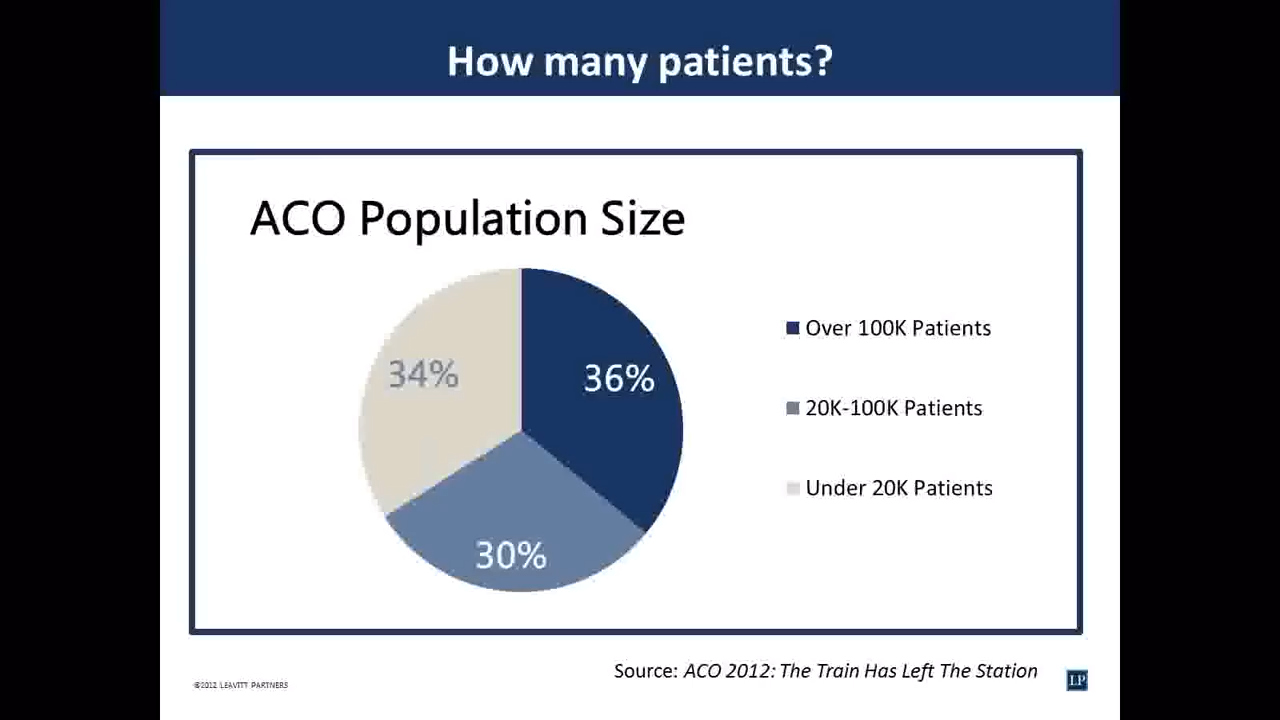 How many patients?
ACO Population Size
34%
36%
30%
Over 100K Patients
20K-100K Patients
Under 20K Patients
Source: ACO 2012: The Train Has Left The Station
©2012 LEAVITT PARTNERS
LP